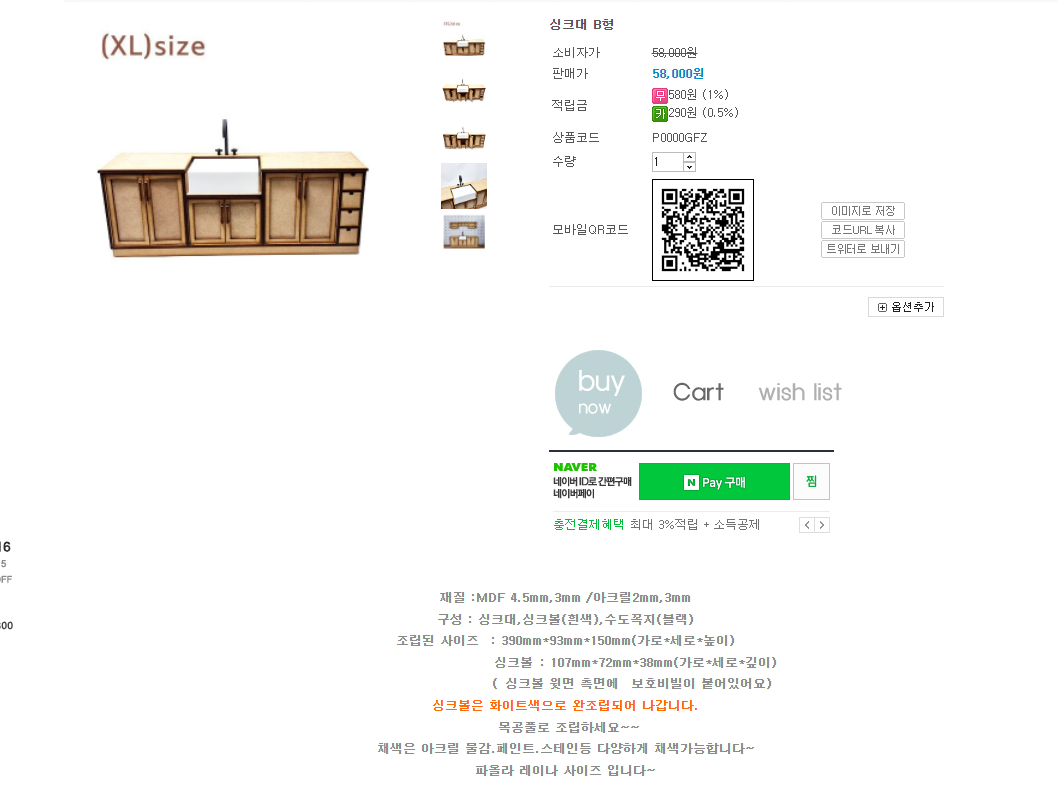 (XL)size
싱크대 B형
소비자가 58,000원
판매가 58,000원
적립금 무 580원 (1%)
카 290원 (0.5%)
상품코드 P0000GFZ
수량 1
모바일QR코드
이미지로 저장
코드URL 복사
트위터로 보내기
옵션추가
buy now
Cart
wish list
NAVER
네이버 ID로 간편구매
네이버페이
N Pay 구매
찜
충전결제혜택 최대 3%적립 + 소득공제
16
5
OFF
300
재질 :MDF 4.5mm,3mm /아크릴2mm,3mm
구성 : 싱크대,싱크볼(흰색),수도꼭지(블랙)
조립된 사이즈 : 390mm*93mm*150mm(가로*세로*높이)
싱크볼 : 107mm*72mm*38mm(가로*세로*깊이)
( 싱크볼 윗면 측면에 보호비빌이 붙어있어요)
싱크볼은 화이트색으로 완조립되어 나갑니다.
목공풀로 조립하세요~~
채색은 아크릴 물감.페인트.스테인등 다양하게 채색가능합니다~
파올라 레이나 사이즈 입니다~